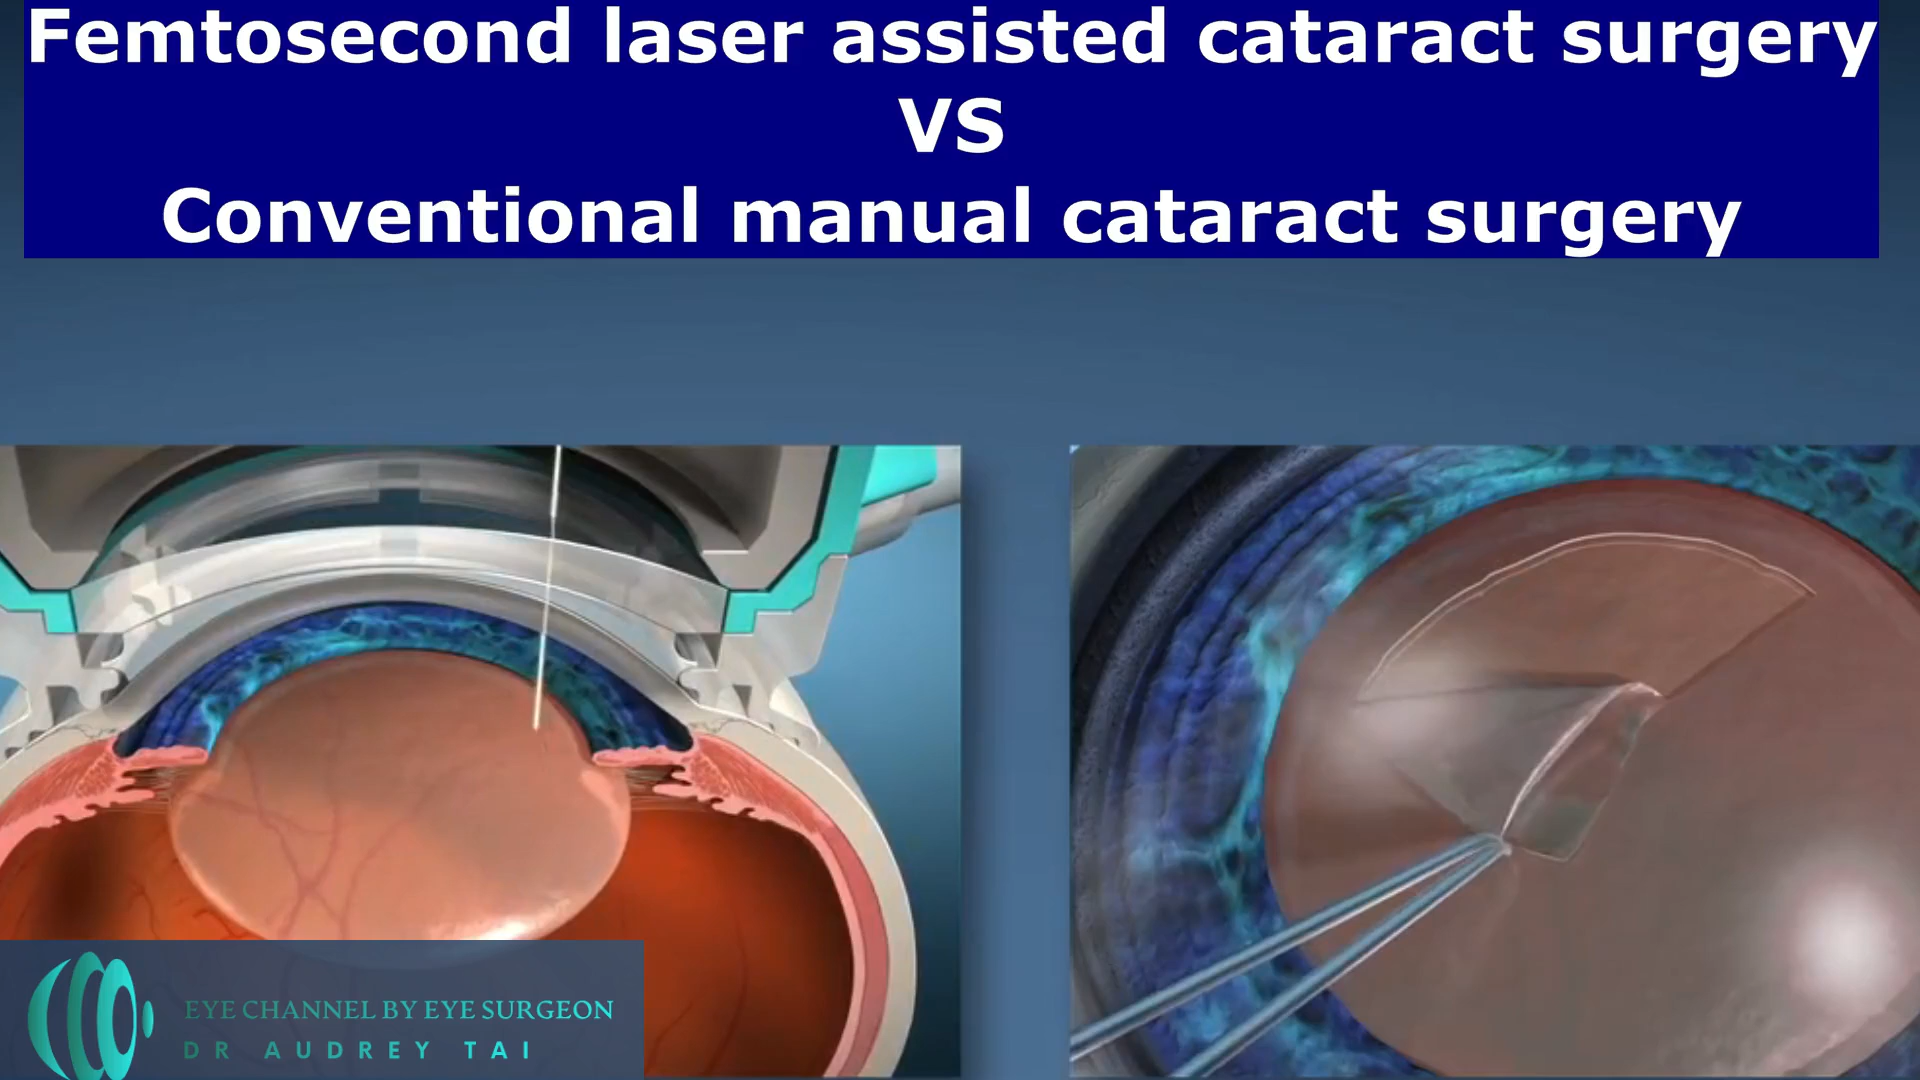 Femtosecond laser assisted cataract surgery
VS
Conventional manual cataract surgery
EYE CHANNEL BY EYE SURGEON
DR AUDREY TAI